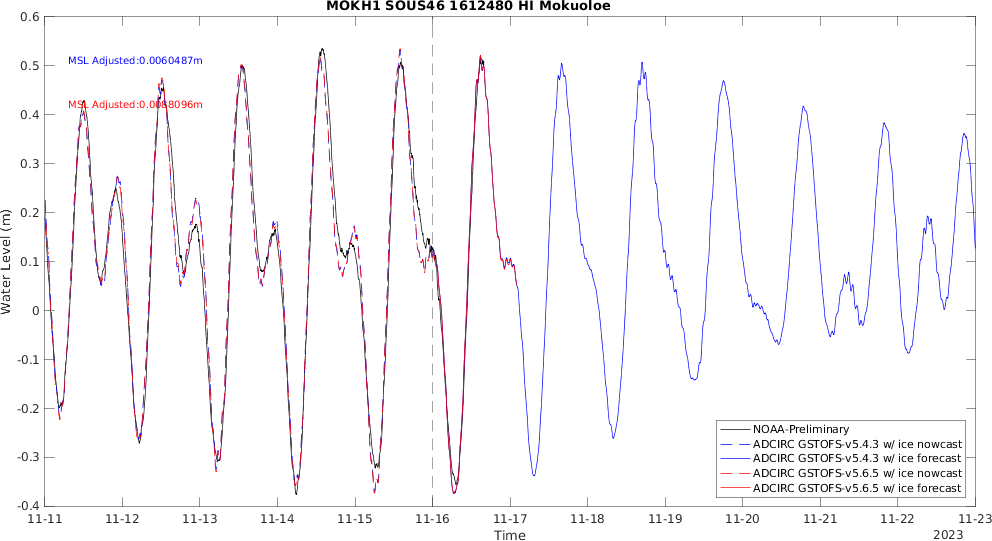 MOKH1 SOUS46 1612480 HI Mokuoloe
0.6
0.5
0.4
0.3
0.2
0.1
0
-0.1
-0.2
-0.3
-0.4
Water Level (m)
MSL Adjusted:0.0060487m
MSL Adjusted:0.0088096m
NOAA-Preliminary
ADCIRC GSTOFS-v5.4.3 w/ ice nowcast
ADCIRC GSTOFS-v5.4.3 w/ ice forecast
ADCIRC GSTOFS-v5.6.5 w/ ice nowcast
ADCIRC GSTOFS-v5.6.5 w/ ice forecast
11-11 11-12 11-13 11-14 11-15 11-16 11-17 11-18 11-19 11-20 11-21 11-22 11-23
Time
2023